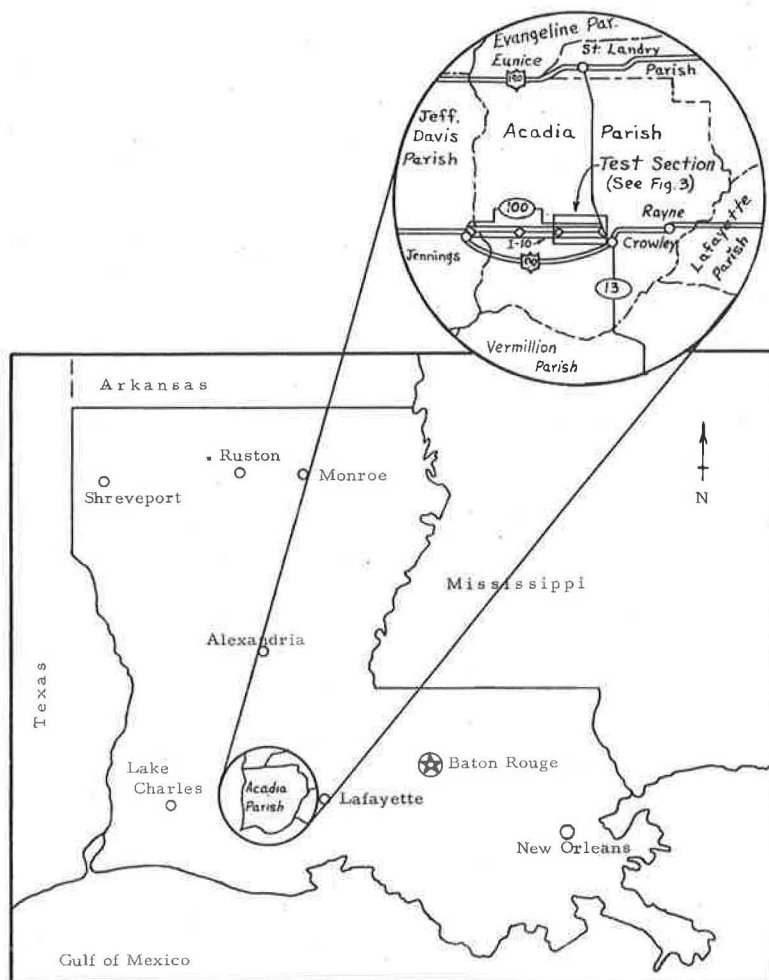 Evangeline Par.
Eunice
St. Landry
Parish
190
Jeff.
Davis
Parish
Acadia Parish
Test Section
(See Fig. 3)
100
Rayne
Lafayette
Parish
I-10
Crowley
Jennings
13
Vermillion
Parish
Arkansas
Ruston
Monroe
Shreveport
N
Mississippi
Alexandria
Texas
Lake
Charles
Acadia
Parish
Baton Rouge
Lafayette
New Orleans
Gulf of Mexico